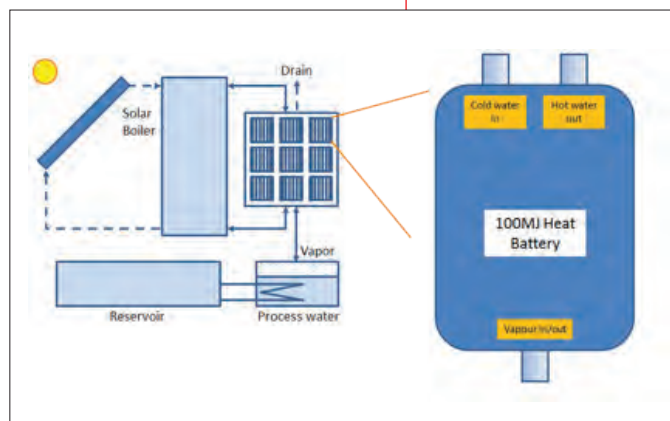 Drain
Solar
Boiler
Vapor
Reservoir
Process water
Cold water
in
Hot water
out
100MJ Heat
Battery
Vapour in/out